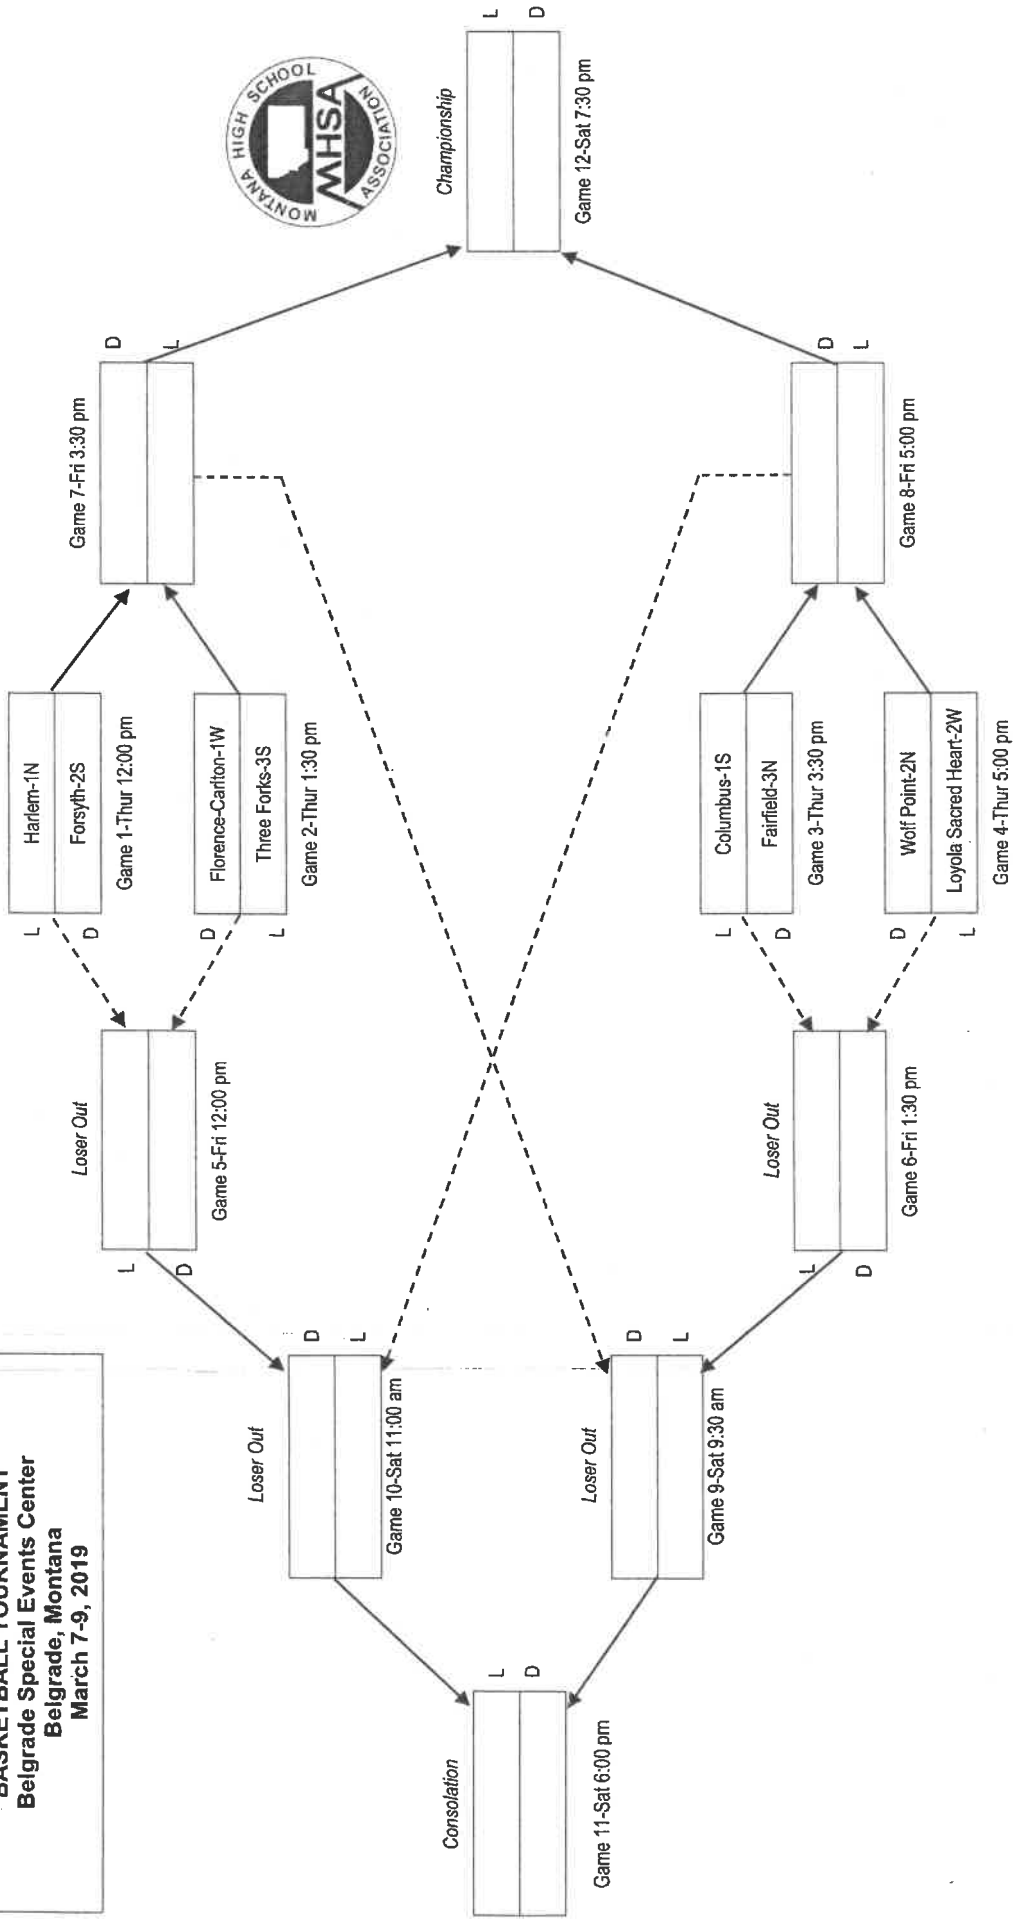 BASKETBALL TOURNAMENT
Belgrade Special Events Center
Belgrade, Montana
March 7-9, 2019
MONTANA HIGH SCHOOL
MHSA
ASSOCIATION
L
Harlem-1N
D
Forsyth-2S
Game 1-Thur 12:00 pm
D
Florence-Carlton-1W
L
Three Forks-3S
Game 2-Thur 1:30 pm
Game 7-Fri 3:30 pm
D
L
Loser Out
L
D
Game 5-Fri 12:00 pm
Loser Out
D
L
Game 10-Sat 11:00 am
Championship
L
D
Game 12-Sat 7:30 pm
Consolation
L
D
Game 11-Sat 6:00 pm
Loser Out
D
L
Game 9-Sat 9:30 am
L
Columbus-1S
D
Fairfield-3N
Game 3-Thur 3:30 pm
D
Wolf Point-2N
L
Loyola Sacred Heart-2W
Game 4-Thur 5:00 pm
Loser Out
L
D
Game 6-Fri 1:30 pm
D
L
Game 8-Fri 5:00 pm